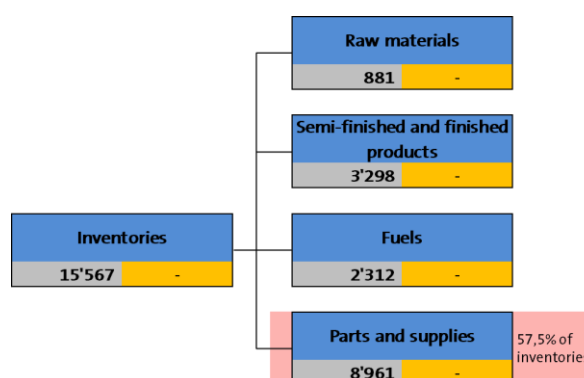 Raw materials
881 -
Semi-finished and finished
products
3'298 -
Inventories
15'567 -
Fuels
2'312 -
Parts and supplies
8'961 -
57,5% of
inventorie